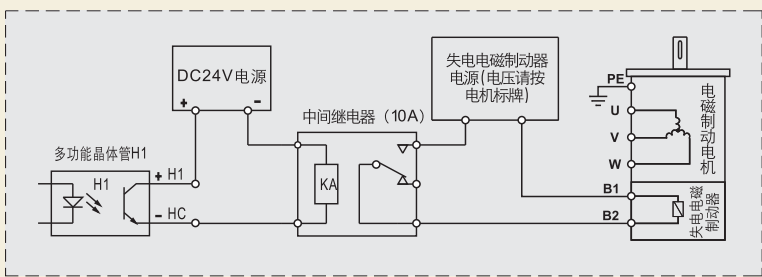 DC24V电源
+ -
失电电磁制动器
电源(电压请按
电机标牌)
中间继电器（10A）
多功能晶体管H1
H1
+ H1
- HC
KA
PE
U
V
W
B1
B2
电磁制动电机
失电电磁
制动器